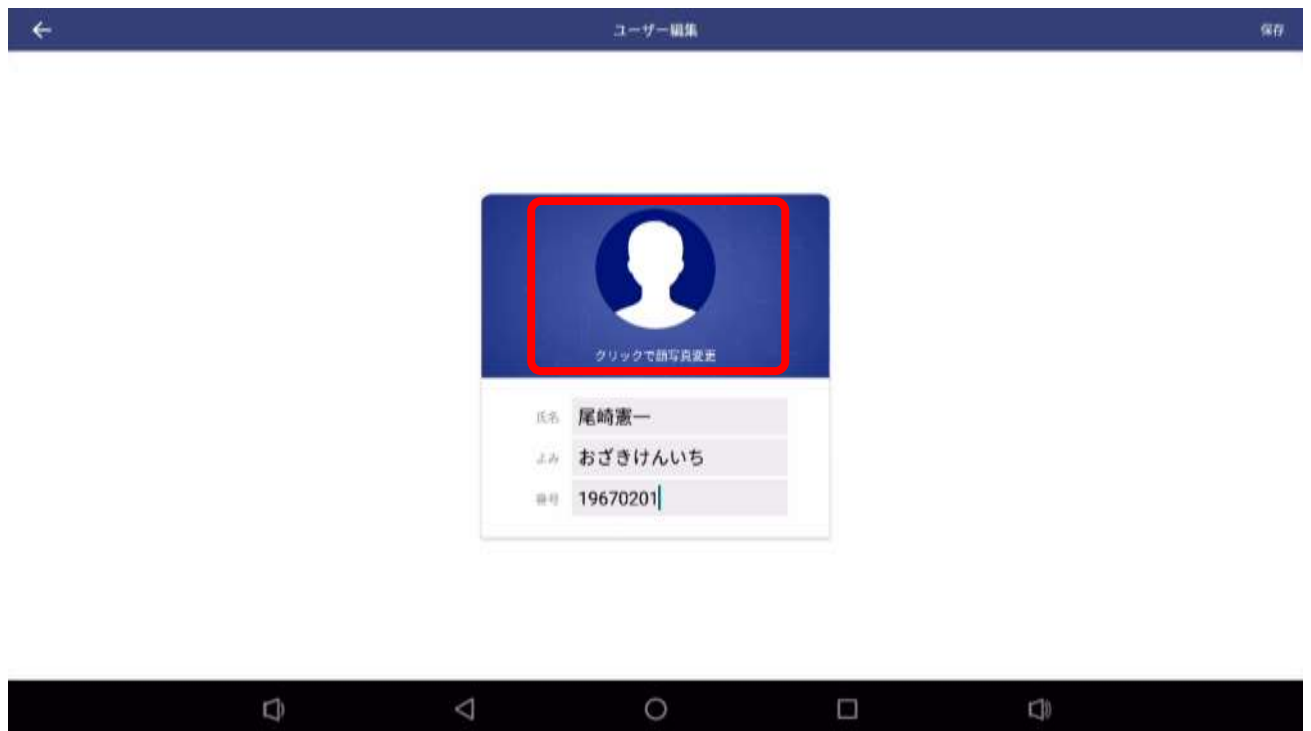 ユーザー編集
保存
クリックで顔写真変更
氏名 尾崎憲一
よみ おざきけんいち
番号 19670201